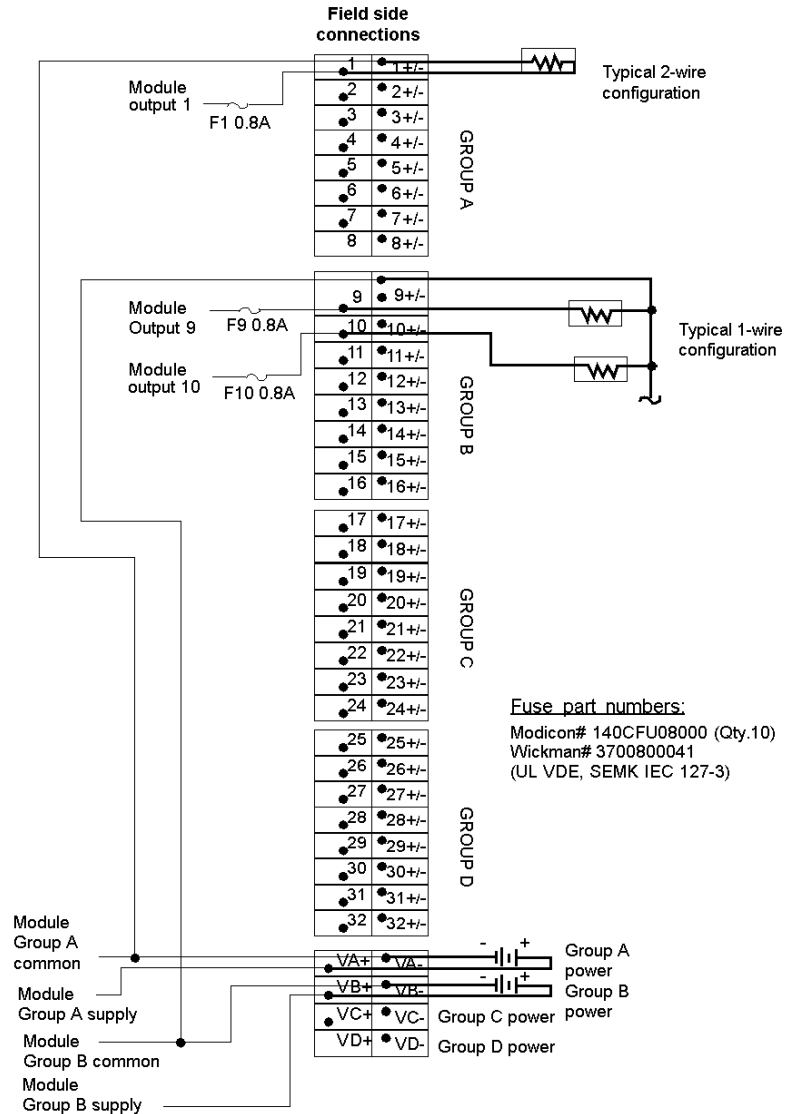 Field side
connections
1 1+/-
Typical 2-wire
configuration
Module
output 1
F1 0.8A
2 2+/-
3 3+/-
4 4+/-
5 5+/-
6 6+/-
7 7+/-
8 8+/-
GROUP A
9 9+/-
Module
Output 9
F9 0.8A
10 10+/-
Typical 1-wire
configuration
Module
output 10
F10 0.8A
11 11+/-
12 12+/-
13 13+/-
14 14+/-
15 15+/-
16 16+/-
GROUP B
17 17+/-
18 18+/-
19 19+/-
20 20+/-
21 21+/-
22 22+/-
23 23+/-
24 24+/-
GROUP C
Fuse part numbers:
Modicon# 140CFU08000 (Qty.10)
Wickman# 3700800041
(UL VDE, SEMK IEC 127-3)
25 25+/-
26 26+/-
27 27+/-
28 28+/-
29 29+/-
30 30+/-
31 31+/-
32 32+/-
GROUP D
Module
Group A
common
VA+ VA-
- +
Group A
power
Module
Group A supply
VB+ VB-
- +
Group B
power
VC+ VC- Group C power
Module
Group B common
VD+ VD- Group D power
Module
Group B supply